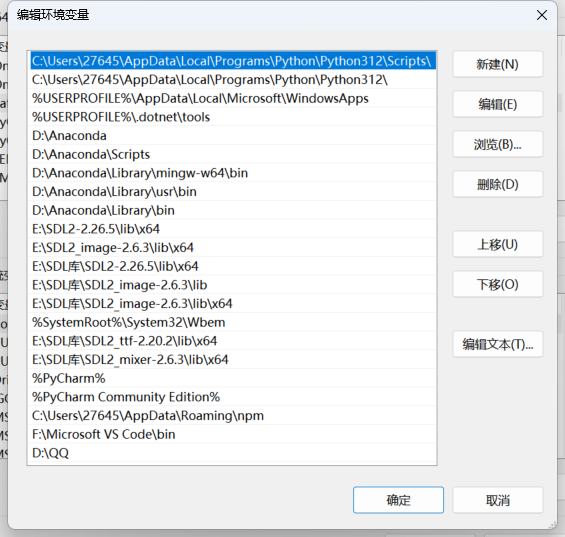 编辑环境变量
C:\Users\27645\AppData\Local\Programs\Python\Python312\Scripts\
C:\Users\27645\AppData\Local\Programs\Python\Python312\
%USERPROFILE%\AppData\Local\Microsoft\WindowsApps
%USERPROFILE%\.dotnet\tools
D:\Anaconda
D:\Anaconda\Scripts
D:\Anaconda\Library\mingw-w64\bin
D:\Anaconda\Library\usr\bin
D:\Anaconda\Library\bin
E:\SDL2-2.26.5\lib\x64
E:\SDL2_image-2.6.3\lib\x64
E:\SDL库\SDL2-2.26.5\lib\x64
E:\SDL库\SDL2_image-2.6.3\lib
E:\SDL库\SDL2_image-2.6.3\lib\x64
%SystemRoot%\System32\Wbem
E:\SDL库\SDL2_ttf-2.20.2\lib\x64
E:\SDL库\SDL2_mixer-2.6.3\lib\x64
%PyCharm%
%PyCharm Community Edition%
C:\Users\27645\AppData\Roaming\npm
F:\Microsoft VS Code\bin
D:\QQ
新建(N)
编辑(E)
浏览(B)...
删除(D)
上移(U)
下移(O)
编辑文本(T)...
确定
取消